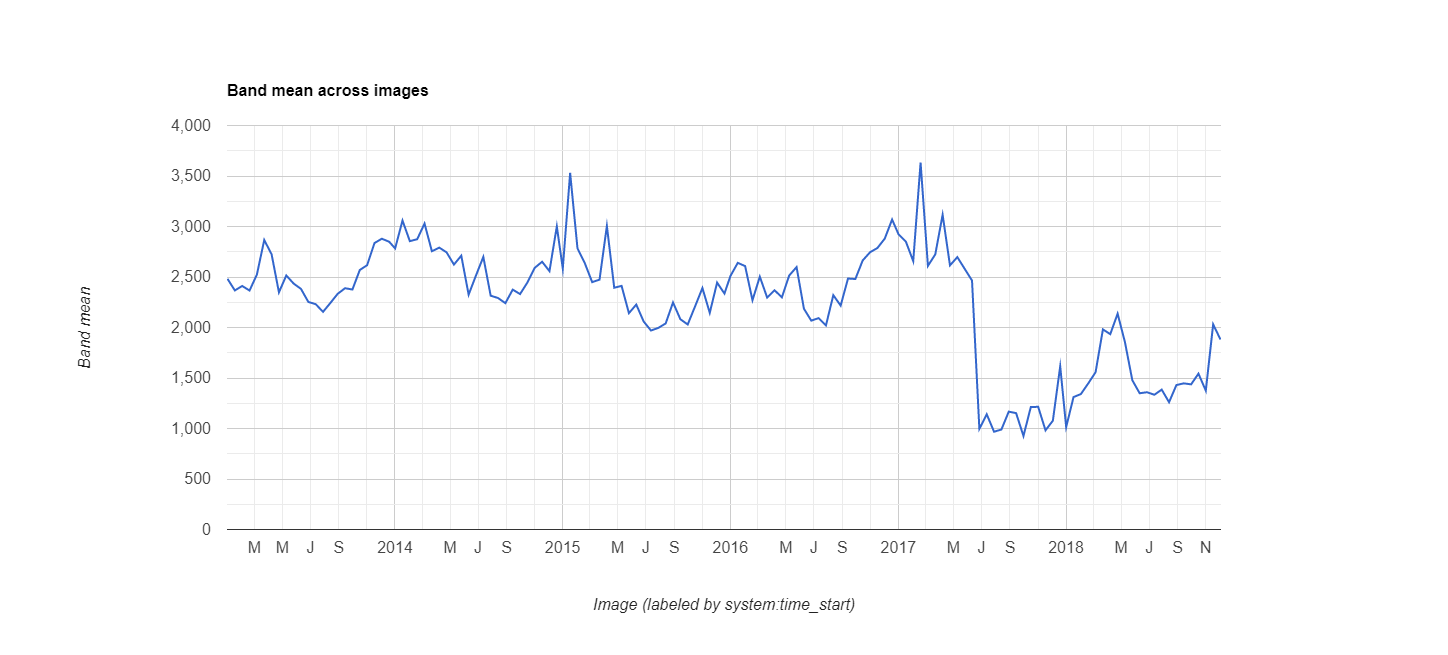 Band mean across images
4,000
3,500
3,000
2,500
2,000
1,500
1,000
500
0
Band mean
M M J S 2014 M J S 2015 M J S 2016 M J S 2017 M J S 2018 M J S N
Image (labeled by system:time_start)